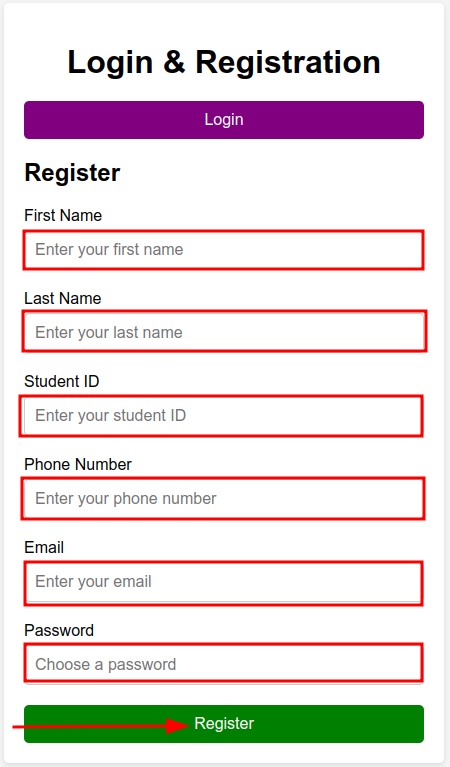 Login & Registration
Login
Register
First Name
Enter your first name
Last Name
Enter your last name
Student ID
Enter your student ID
Phone Number
Enter your phone number
Email
Enter your email
Password
Choose a password
Register